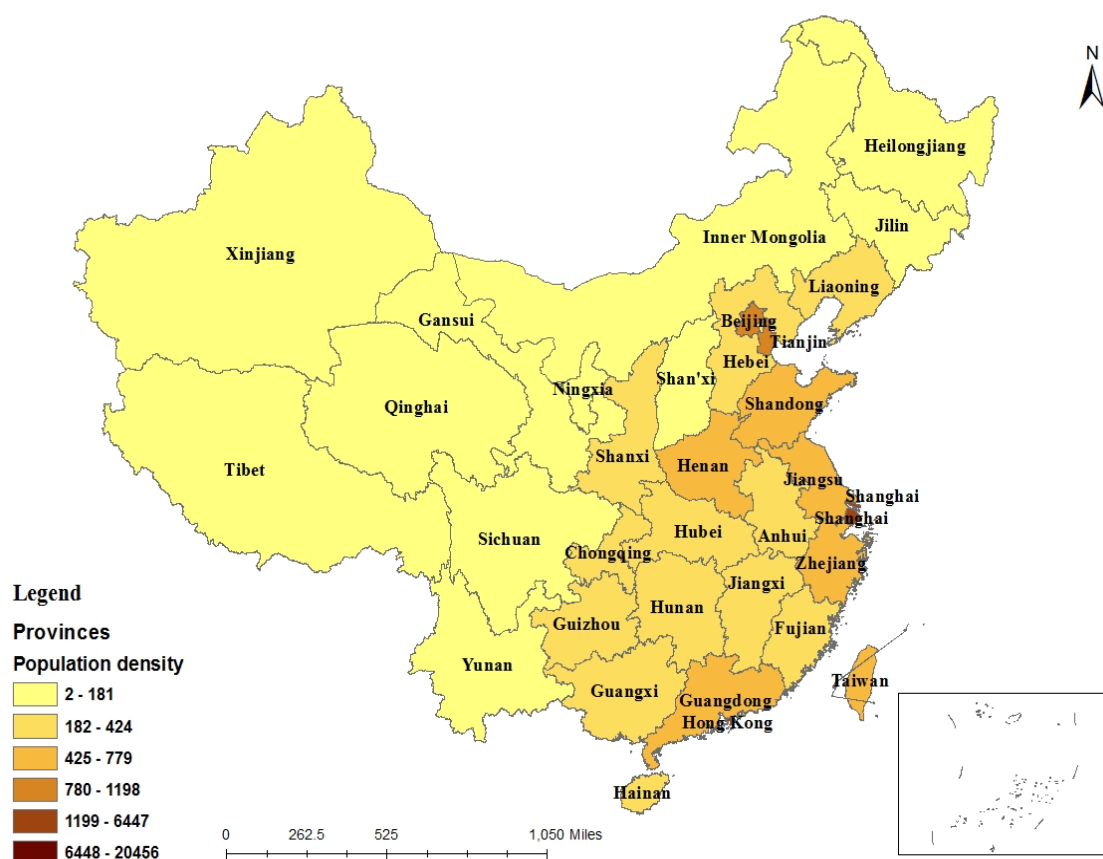 N
Heilongjiang
Jilin
Inner Mongolia
Xinjiang
Liaoning
Gansui
Beijing
Tianjin
Hebei
Shan'xi
Ningxia
Qinghai
Shandong
Shanxi
Henan
Tibet
Jiangsu
Shanghai
Shanghai
Hubei
Anhui
Sichuan
Chongqing
Zhejiang
Jiangxi
Hunan
Guizhou
Fujian
Yunan
Taiwan
Guangxi
Guangdong
Hong Kong
Hainan
Legend
Provinces
Population density
2 - 181
182 - 424
425 - 779
780 - 1198
1199 - 6447
6448 - 20456
0 262.5 525 1,050 Miles